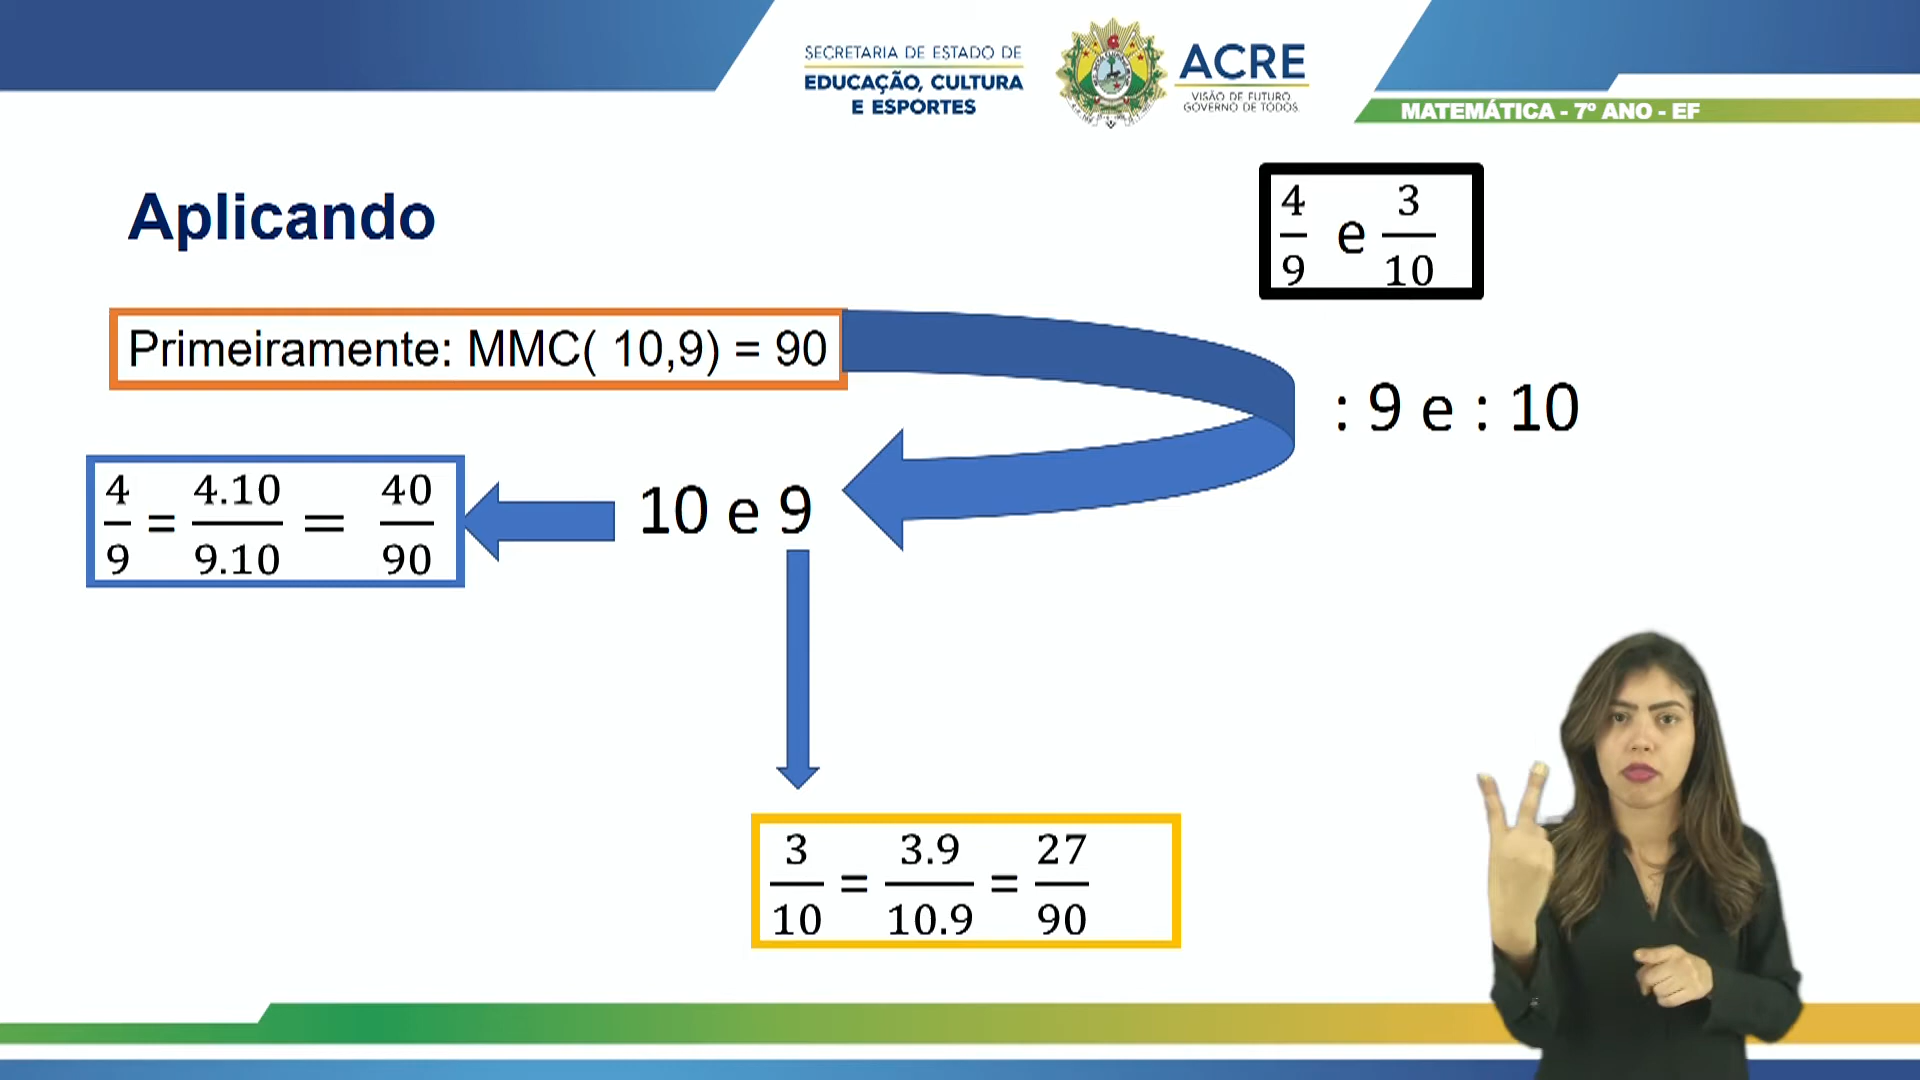 SECRETARIA DE ESTADO DE
EDUCAÇÃO, CULTURA
E ESPORTES
ACRE
VISÃO DE FUTURO
GOVERNO DE TODOS
MATEMÁTICA - 7º ANO - EF
Aplicando
4/9 e 3/10
Primeiramente: MMC( 10,9) = 90
: 9 e : 10
10 e 9
4/9 = 4.10/9.10 = 40/90
3/10 = 3.9/10.9 = 27/90